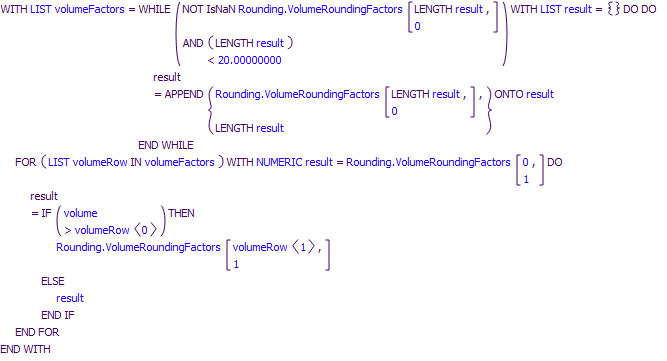 WITH LIST volumeFactors = WHILE (NOT IsNaN Rounding.VolumeRoundingFactors [LENGTH result ,] ) WITH LIST result = {} DO DO
0
AND (LENGTH result )
< 20.00000000
result
= APPEND {Rounding.VolumeRoundingFactors [LENGTH result ,] ,} ONTO result
0
LENGTH result
END WHILE
FOR (LIST volumeRow IN volumeFactors ) WITH NUMERIC result = Rounding.VolumeRoundingFactors [0 ,] DO
1
result
= IF (volume ) THEN
> volumeRow 〈0〉
Rounding.VolumeRoundingFactors [volumeRow 〈1〉,]
1
ELSE
result
END IF
END FOR
END WITH